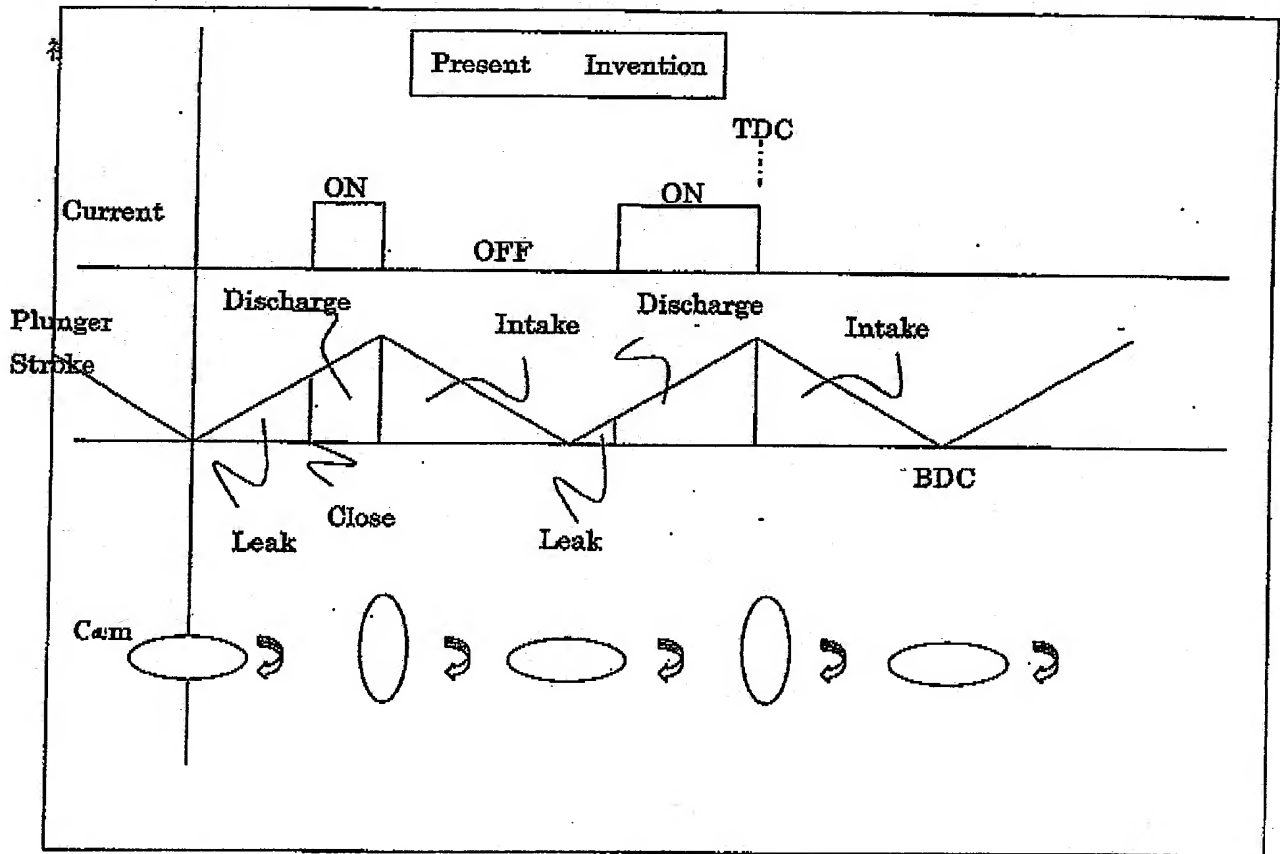 Present Invention
TDC
ON
ON
Current
OFF
Discharge
Discharge
Plunger
Stroke
Intake
Intake
BDC
Close
Leak
Leak
Cam